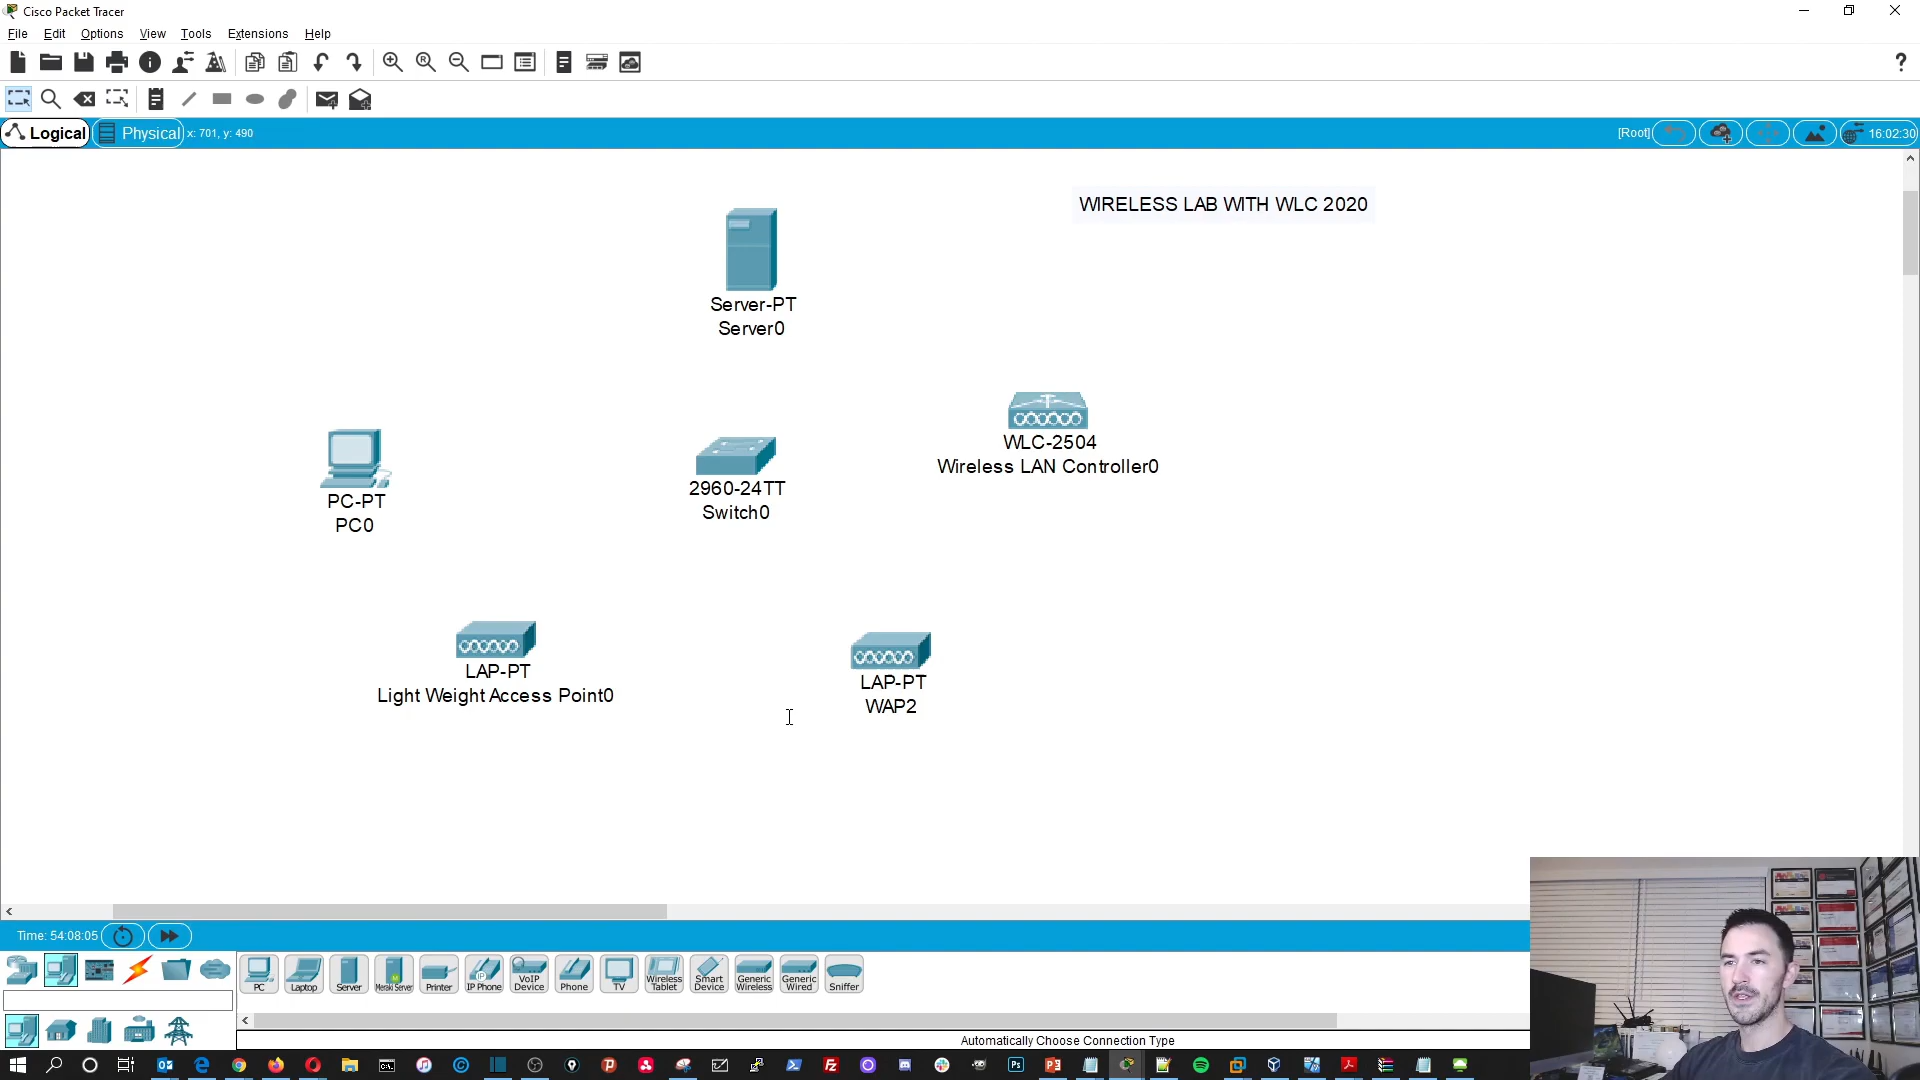 Cisco Packet Tracer
File Edit Options View Tools Extensions Help
Logical Physical x: 701, y: 490 [Root] 16:02:30
WIRELESS LAB WITH WLC 2020
Server-PT
Server0
WLC-2504
Wireless LAN Controller0
2960-24TT
Switch0
PC-PT
PC0
LAP-PT
Light Weight Access Point0
LAP-PT
WAP2
Time: 54:08:05
PC Laptop Server Meraki Server Printer IP Phone VoIP Device Phone TV Wireless Tablet Smart Device Generic Wireless Generic Wired Sniffer
Automatically Choose Connection Type